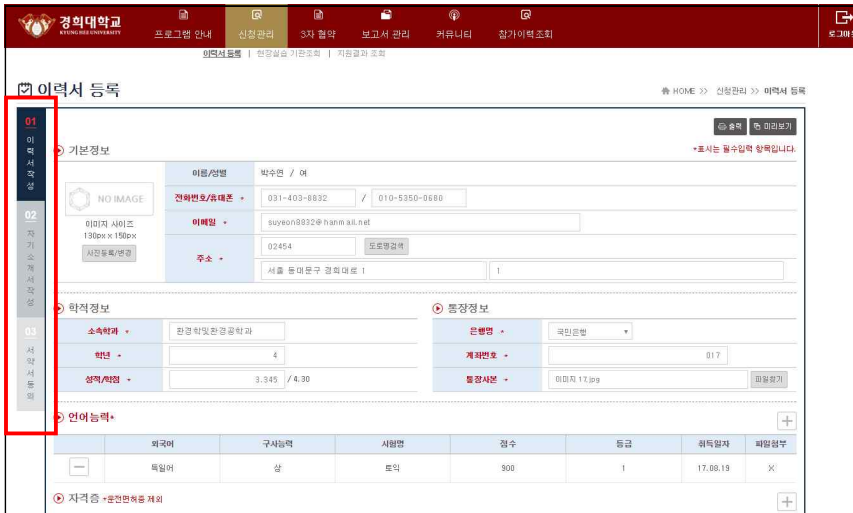 경희대학교
KYUNG HEE UNIVERSITY
프로그램 안내 신청관리 3자 협약 보고서 관리 커뮤니티 참가이력조회
로그아웃
이력서 등록 | 현장실습 기관조회 | 지원결과 조회
이력서 등록
HOME >> 신청관리 >> 이력서 등록
01 이력서작성
02 자기소개서작성
03 서약서동의
출력 미리보기
기본정보
*표시는 필수입력 항목입니다.
NO IMAGE
이미지 사이즈
130px x 150px
사진등록/변경
이름/성별 박수연 / 여
전화번호/휴대폰 * 031-403-8832 / 010-5350-0680
이메일 * suyeon8832@hanmail.net
주소 * 02454 도로명검색
서울 동대문구 경희대로 1 1
학적정보
소속학과 * 환경학및환경공학과
학년 * 4
성적/학점 * 3.345 / 4.30
통장정보
은행명 * 국민은행
계좌번호 * 017
통장사본 * 이미지 17.jpg 파일찾기
언어능력*
외국어 구사능력 시험명 점수 등급 취득일자 파일첨부
독일어 상 토익 900 1 17.08.19 X
자격증 *운전면허증 제외